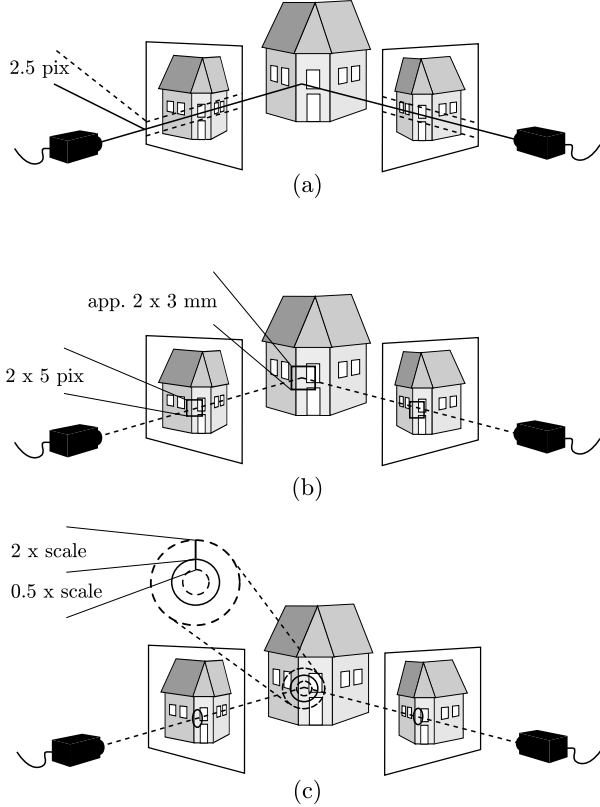 2.5 pix
(a)
app. 2 x 3 mm
2 x 5 pix
(b)
2 x scale
0.5 x scale
(c)